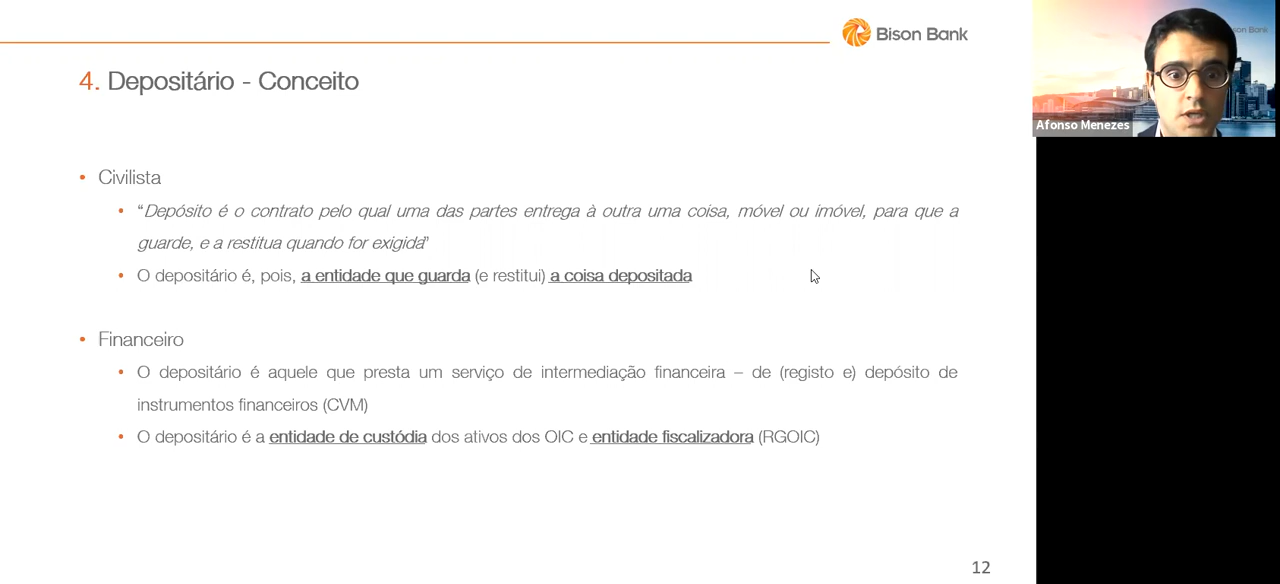 Bison Bank
4. Depositário - Conceito
• Civilista
• “Depósito é o contrato pelo qual uma das partes entrega à outra uma coisa, móvel ou imóvel, para que a
guarde, e a restitua quando for exigida”
• O depositário é, pois, a entidade que guarda (e restitui) a coisa depositada
• Financeiro
• O depositário é aquele que presta um serviço de intermediação financeira – de (registo e) depósito de
instrumentos financeiros (CVM)
• O depositário é a entidade de custódia dos ativos dos OIC e entidade fiscalizadora (RGOIC)
12
Afonso Menezes